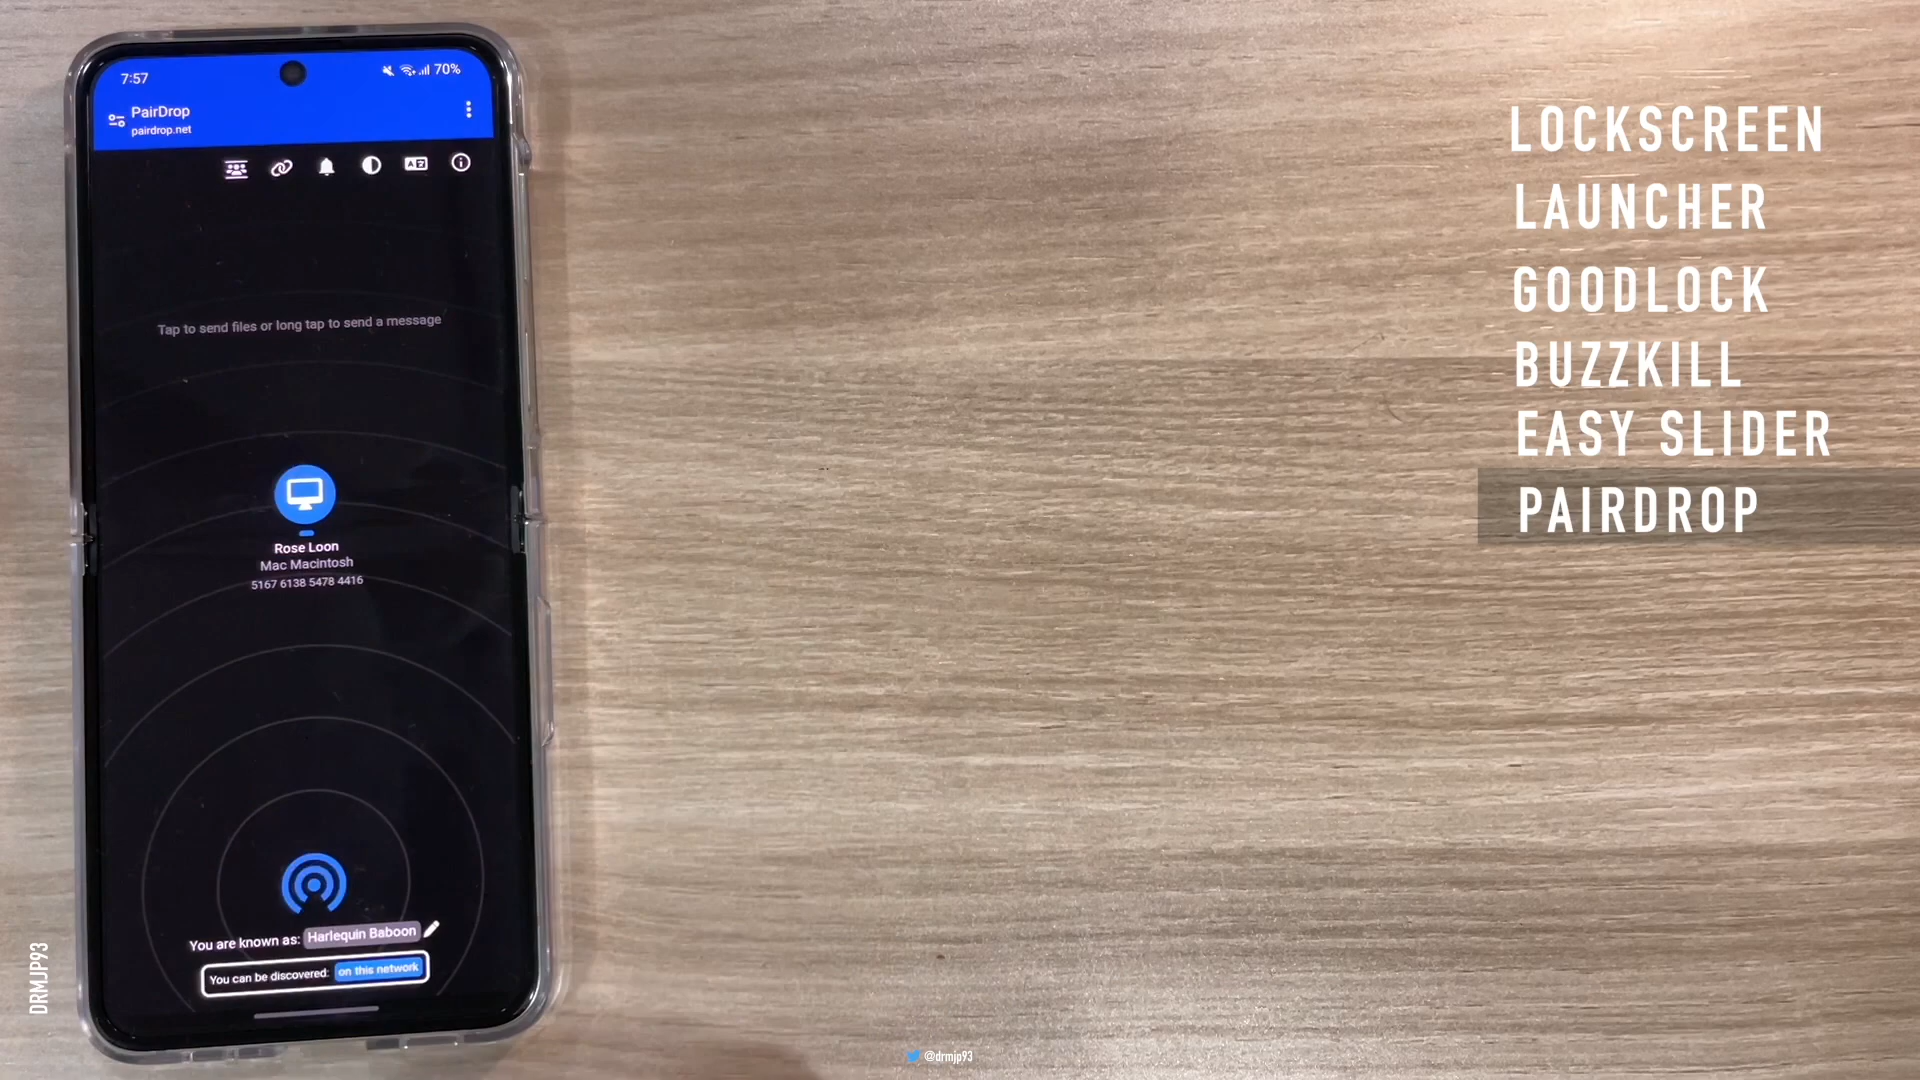 7:57
70%
PairDrop
pairdrop.net
Tap to send files or long tap to send a message
Rose Loon
Mac Macintosh
5167 6138 5478 4416
You are known as: Harlequin Baboon
You can be discovered: on this network
LOCKSCREEN
LAUNCHER
GOODLOCK
BUZZKILL
EASY SLIDER
PAIRDROP
DRMJP93
@drmjp93